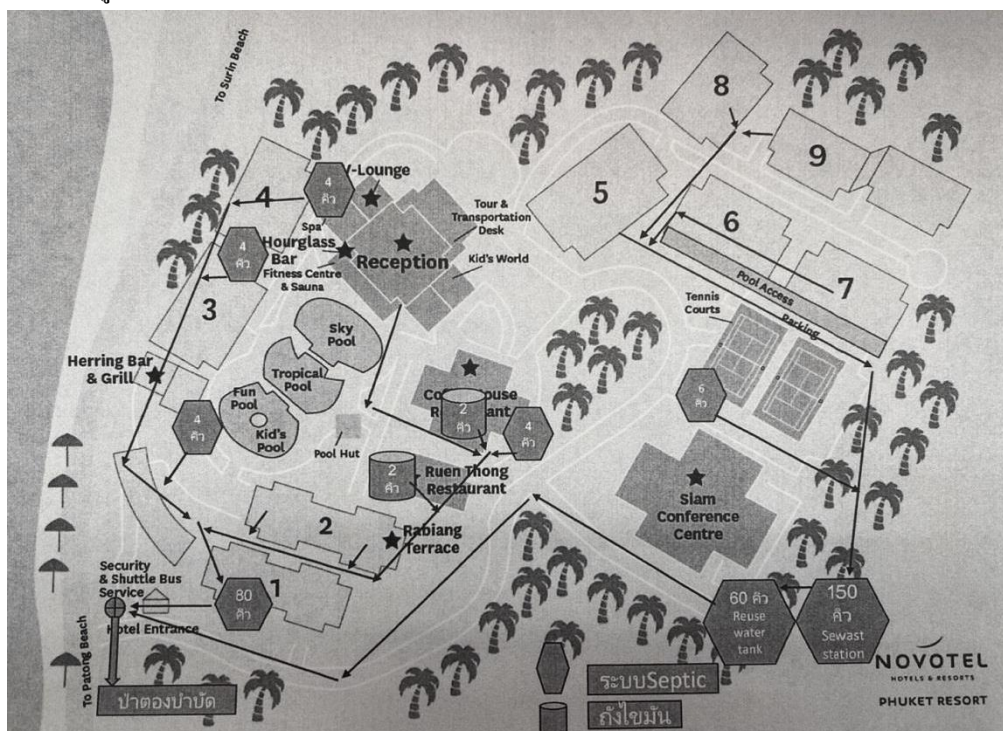 To Surin Beach
8
9
5
6
7
4
3
4
คิว
V-Lounge
Spa
Hourglass
Bar
Fitness Centre
& Sauna
Reception
Tour &
Transportation
Desk
Kid's World
4
คิว
Pool Access
Parking
Tennis
Courts
Sky
Pool
Tropical
Pool
Fun
Pool
Kid's
Pool
Pool Hut
Herring Bar
& Grill
4
คิว
2
คิว
4
คิว
6
คิว
2
คิว
Ruen Thong
Restaurant
Siam
Conference
Centre
2
Rabiang
Terrace
1
80
คิว
Security
& Shuttle Bus
Service
Hotel Entrance
To Patong Beach
ป่าตองบำบัด
60 คิว
Reuse
water
tank
150
คิว
Sewast
station
ระบบSeptic
ถังไขมัน
NOVOTEL
HOTELS & RESORTS
PHUKET RESORT